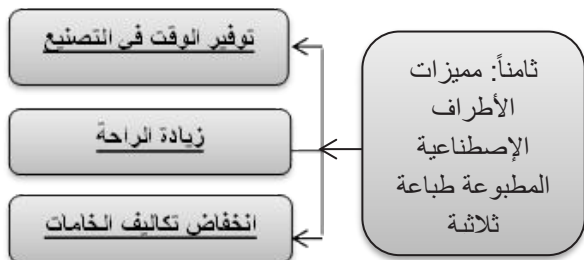 ثامناً: مميزات
الأطراف
الإصطناعية
المطبوعة طباعة
ثلاثية
توفير الوقت في التصنيع
زيادة الراحة
انخفاض تكاليف الخامات